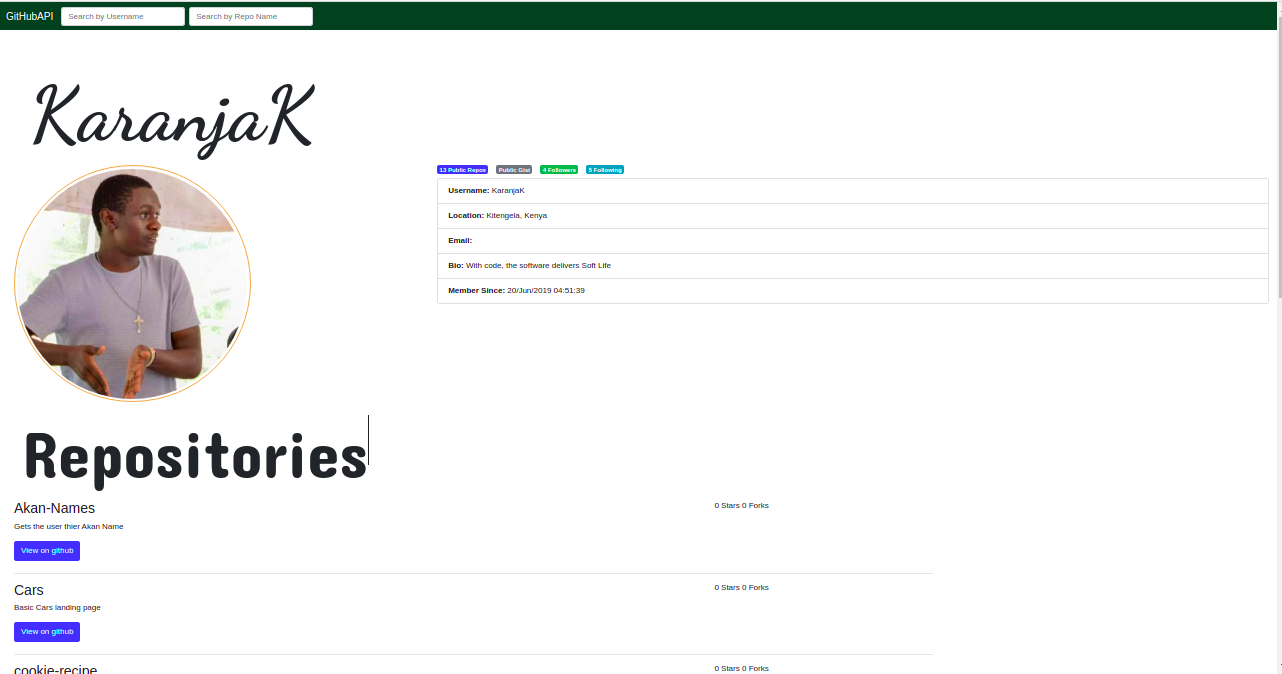 GitHubAPI Search by Username Search by Repo Name
KaranjaK
13 Public Repos Public Gist 4 Followers 5 Following
Username: KaranjaK
Location: Kitengela, Kenya
Email:
Bio: With code, the software delivers Soft Life
Member Since: 20/Jun/2019 04:51:39
Repositories
Akan-Names 0 Stars 0 Forks
Gets the user thier Akan Name
View on github
Cars 0 Stars 0 Forks
Basic Cars landing page
View on github
cookie-recipe 0 Stars 0 Forks